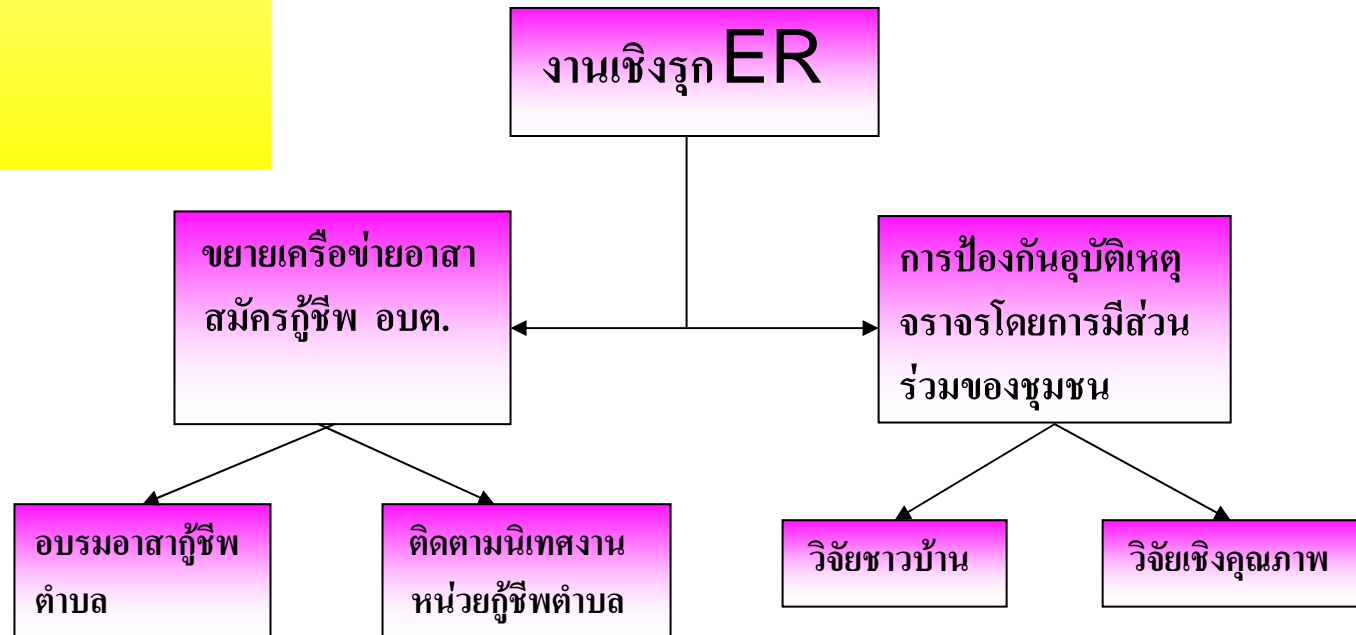 งานเชิงรุก ER
ขยายเครือข่ายอาสา
สมัครกู้ชีพ อบต.
การป้องกันอุบัติเหตุ
จราจรโดยการมีส่วน
ร่วมของชุมชน
อบรมอาสากู้ชีพ
ตำบล
ติดตามนิเทศงาน
หน่วยกู้ชีพตำบล
วิจัยชาวบ้าน
วิจัยเชิงคุณภาพ